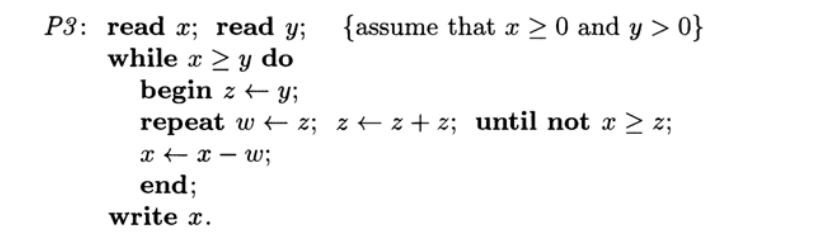 P3: read x; read y; {assume that x ≥ 0 and y > 0}
while x ≥ y do
begin z ← y;
repeat w ← z; z ← z + z; until not x ≥ z;
x ← x − w;
end;
write x.